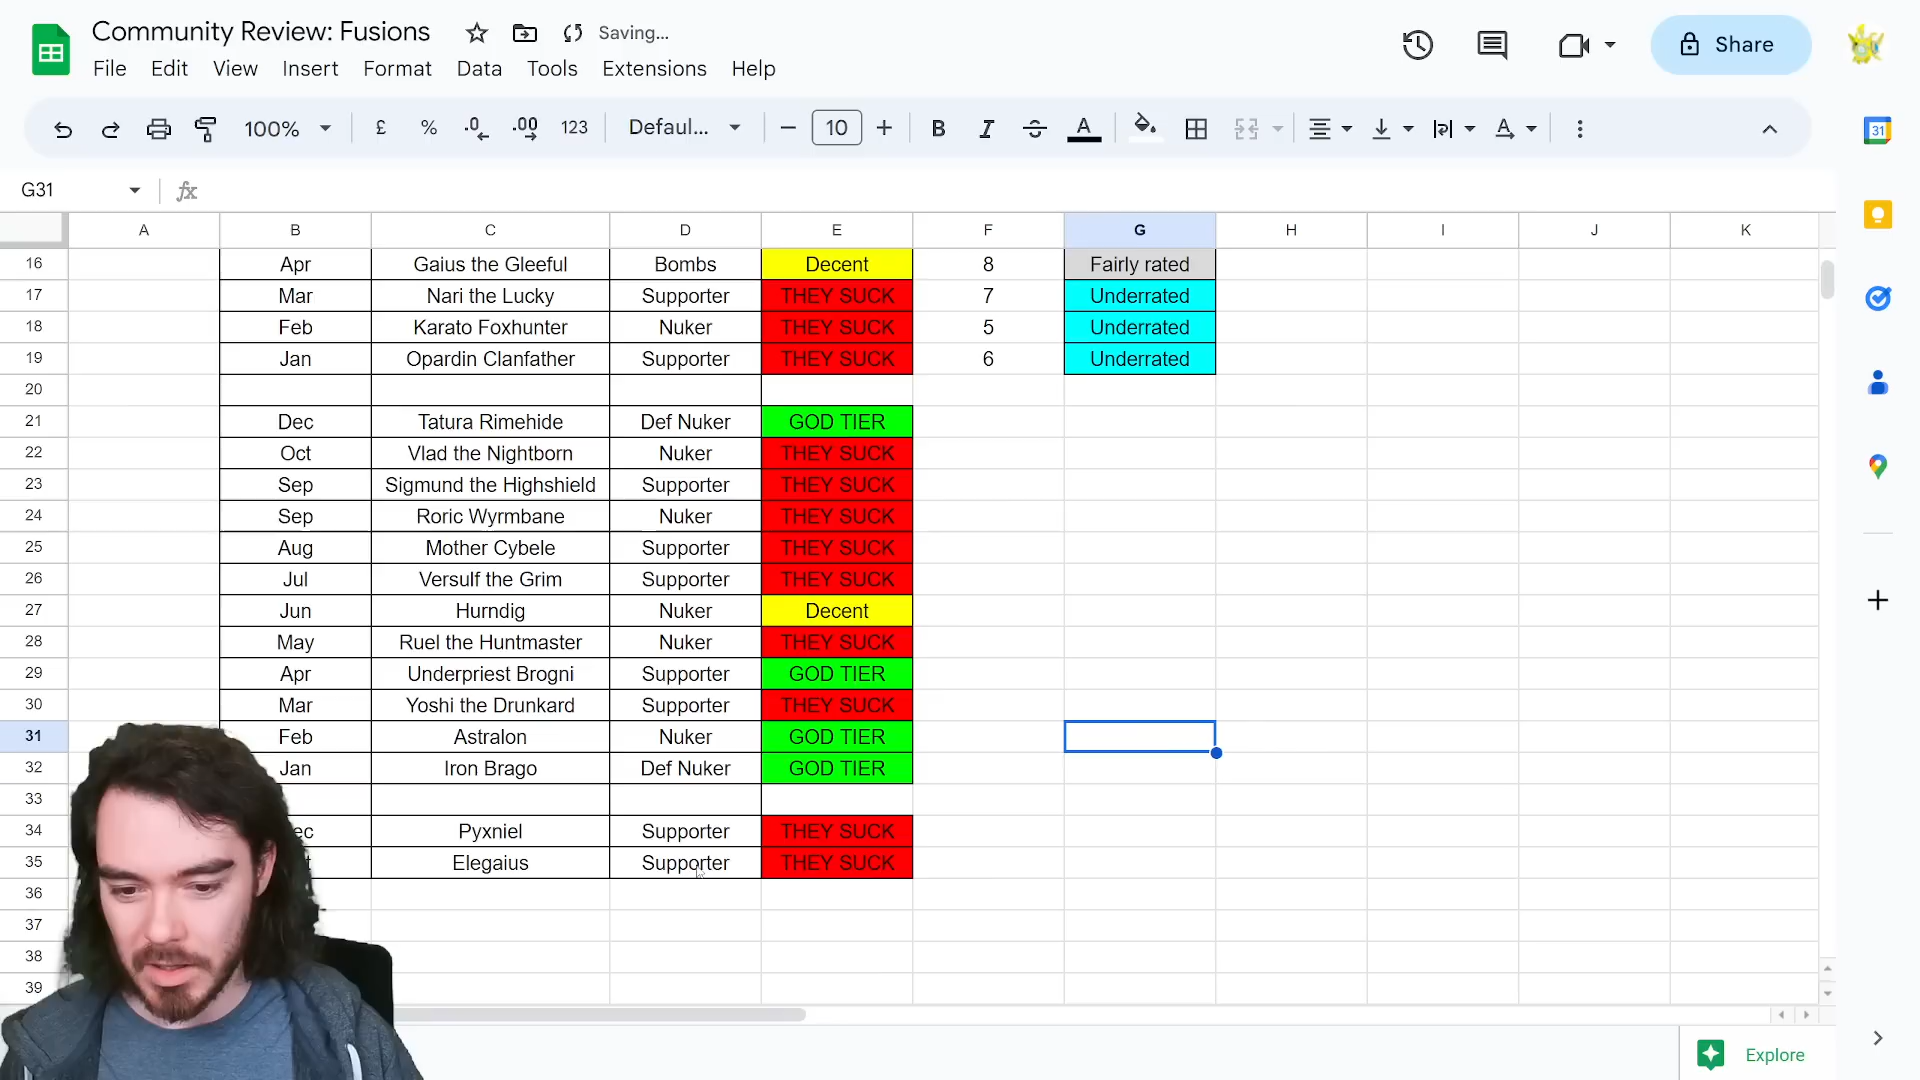 Community Review: Fusions Saving...
File Edit View Insert Format Data Tools Extensions Help
Share
100% £ % .0 .00 123 Defaul... 10 B I A
G31 fx
A B C D E F G H I J K
16 Apr Gaius the Gleeful Bombs Decent 8 Fairly rated
17 Mar Nari the Lucky Supporter THEY SUCK 7 Underrated
18 Feb Karato Foxhunter Nuker THEY SUCK 5 Underrated
19 Jan Opardin Clanfather Supporter THEY SUCK 6 Underrated
20
21 Dec Tatura Rimehide Def Nuker GOD TIER
22 Oct Vlad the Nightborn Nuker THEY SUCK
23 Sep Sigmund the Highshield Supporter THEY SUCK
24 Sep Roric Wyrmbane Nuker THEY SUCK
25 Aug Mother Cybele Supporter THEY SUCK
26 Jul Versulf the Grim Supporter THEY SUCK
27 Jun Hurndig Nuker Decent
28 May Ruel the Huntmaster Nuker THEY SUCK
29 Apr Underpriest Brogni Supporter GOD TIER
30 Mar Yoshi the Drunkard Supporter THEY SUCK
31 Feb Astralon Nuker GOD TIER
32 Jan Iron Brago Def Nuker GOD TIER
33
34 Pyxniel Supporter THEY SUCK
35 Elegaius Supporter THEY SUCK
36
37
38
39
31
Explore